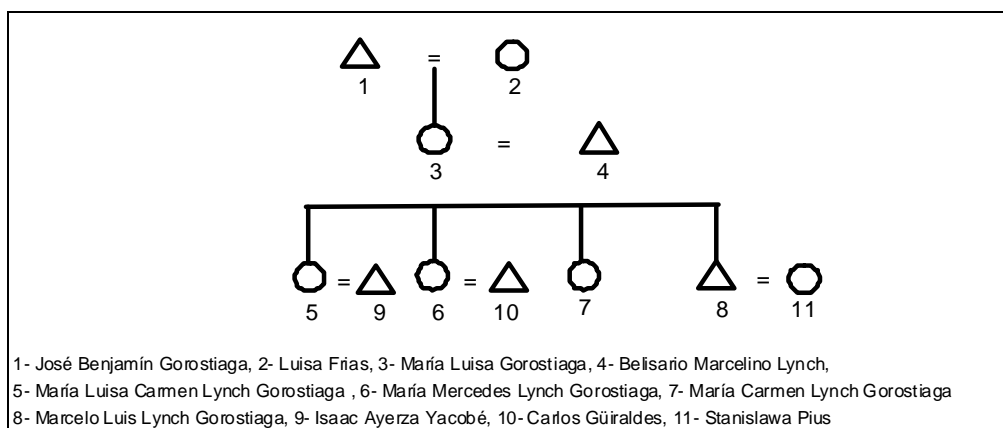 =
1 2
=
3 4
= = =
5 9 6 10 7 8 11
1- José Benjamín Gorostiaga, 2- Luisa Frias, 3- María Luisa Gorostiaga, 4- Belisario Marcelino Lynch,
5- María Luisa Carmen Lynch Gorostiaga , 6- María Mercedes Lynch Gorostiaga, 7- María Carmen Lynch Gorostiaga
8- Marcelo Luis Lynch Gorostiaga, 9- Isaac Ayerza Yacobé, 10- Carlos Güiraldes, 11- Stanislawa Pius